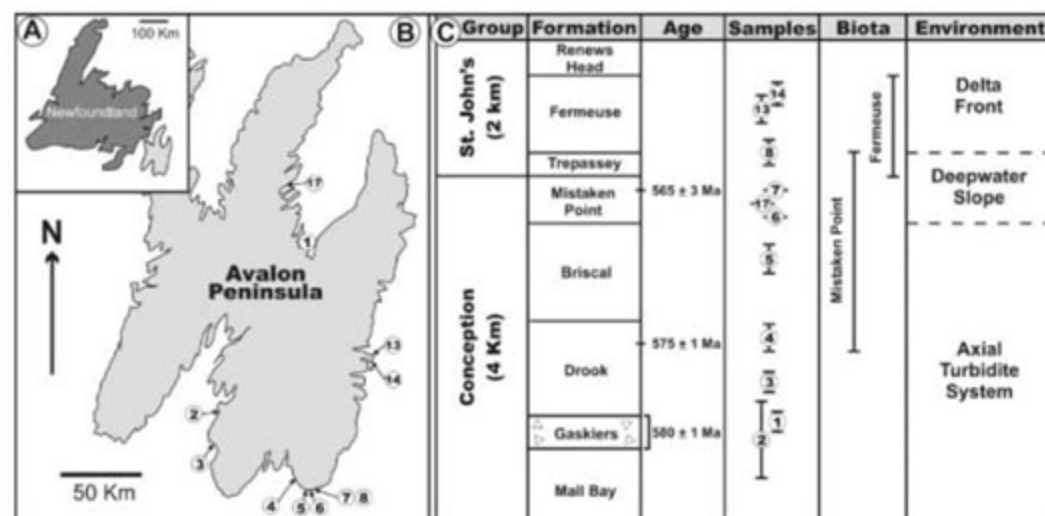 A
100 Km
Newfoundland
B
17
1
N
Avalon
Peninsula
13
14
2
3
4
5 6
7 8
50 Km
C
Group Formation Age Samples Biota Environment
St. John's
(2 km)
Conception
(4 Km)
Renews
Head
Fermeuse
Trepassey
Mistaken
Point
Briscal
Drook
Gaskiers
Mall Bay
565 ± 3 Ma
575 ± 1 Ma
580 ± 1 Ma
14
13
8
7
17
6
5
4
3
1
2
Fermeuse
Mistaken Point
Delta
Front
Deepwater
Slope
Axial
Turbidite
System